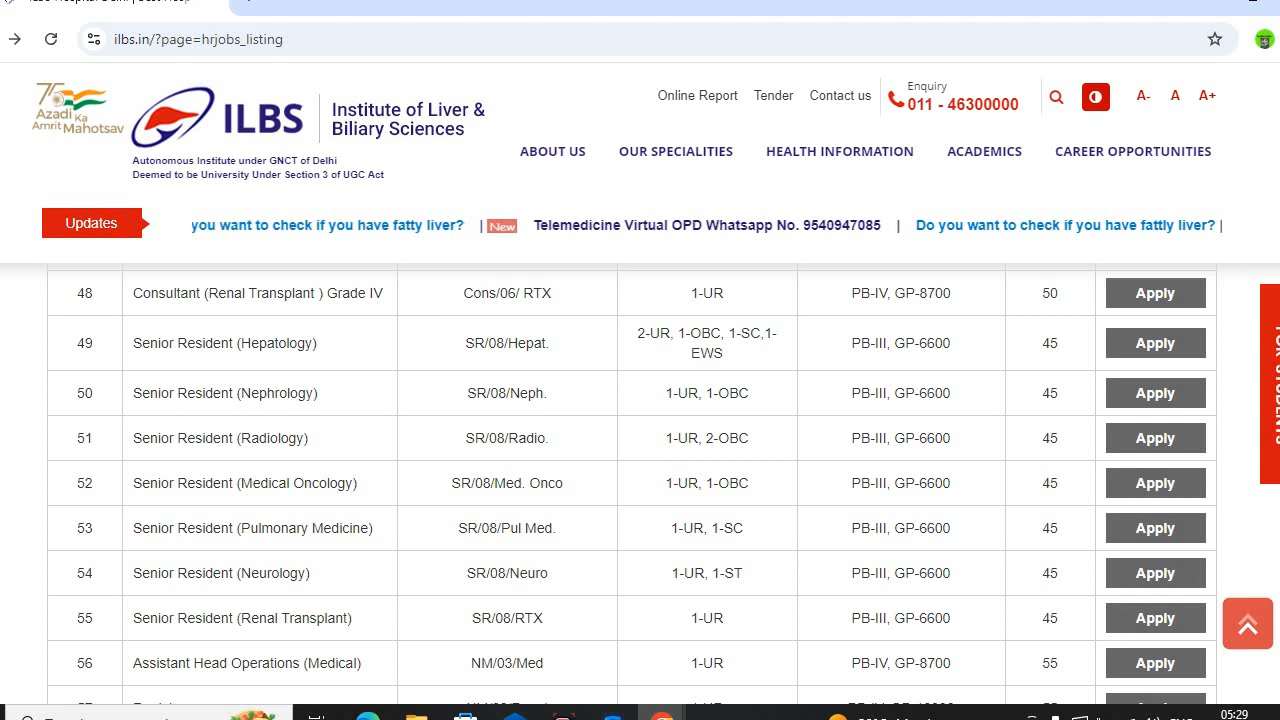 ilbs.in/?page=hrjobs_listing
75
Azadi Ka
Amrit Mahotsav
ILBS
Institute of Liver &
Biliary Sciences
Autonomous Institute under GNCT of Delhi
Deemed to be University Under Section 3 of UGC Act
Online Report Tender Contact us
Enquiry
011 - 46300000
A- A A+
ABOUT US OUR SPECIALITIES HEALTH INFORMATION ACADEMICS CAREER OPPORTUNITIES
Updates
you want to check if you have fatty liver? | New Telemedicine Virtual OPD Whatsapp No. 9540947085 | Do you want to check if you have fattly liver? |
48 Consultant (Renal Transplant ) Grade IV Cons/06/ RTX 1-UR PB-IV, GP-8700 50 Apply
49 Senior Resident (Hepatology) SR/08/Hepat. 2-UR, 1-OBC, 1-SC,1-
EWS PB-III, GP-6600 45 Apply
50 Senior Resident (Nephrology) SR/08/Neph. 1-UR, 1-OBC PB-III, GP-6600 45 Apply
51 Senior Resident (Radiology) SR/08/Radio. 1-UR, 2-OBC PB-III, GP-6600 45 Apply
52 Senior Resident (Medical Oncology) SR/08/Med. Onco 1-UR, 1-OBC PB-III, GP-6600 45 Apply
53 Senior Resident (Pulmonary Medicine) SR/08/Pul Med. 1-UR, 1-SC PB-III, GP-6600 45 Apply
54 Senior Resident (Neurology) SR/08/Neuro 1-UR, 1-ST PB-III, GP-6600 45 Apply
55 Senior Resident (Renal Transplant) SR/08/RTX 1-UR PB-III, GP-6600 45 Apply
56 Assistant Head Operations (Medical) NM/03/Med 1-UR PB-IV, GP-8700 55 Apply
FOR STUDENTS
05:29